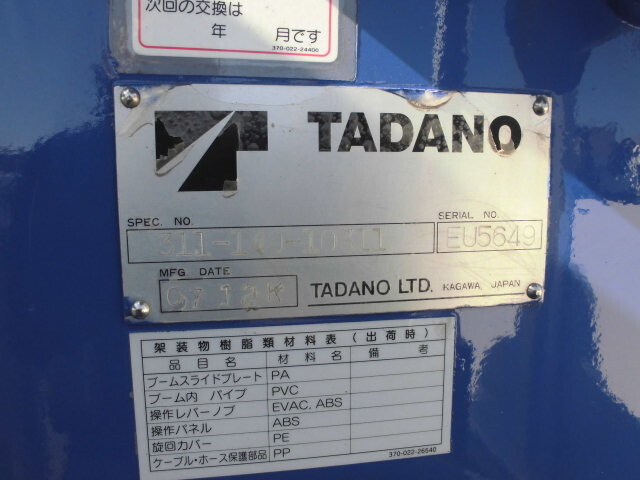 次回の交換は
年 月です
370-022-24400
TADANO
SPEC. NO. SERIAL NO.
EU5649
MFG DATE
TADANO LTD. KAGAWA, JAPAN
架装物樹脂類材料表(出荷時)
品目名 材料名 備考
ブームスライドプレート PA
ブーム内 パイプ PVC
操作レバーノブ EVAC, ABS
操作パネル ABS
旋回カバー PE
ケーブル・ホース保護部品 PP
370-022-26540